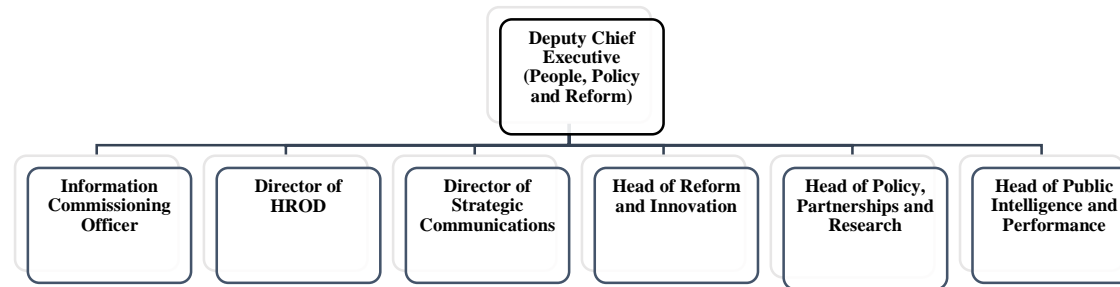 Deputy Chief
Executive
(People, Policy
and Reform)
Information
Commissioning
Officer
Director of
HROD
Director of
Strategic
Communications
Head of Reform
and Innovation
Head of Policy,
Partnerships and
Research
Head of Public
Intelligence and
Performance